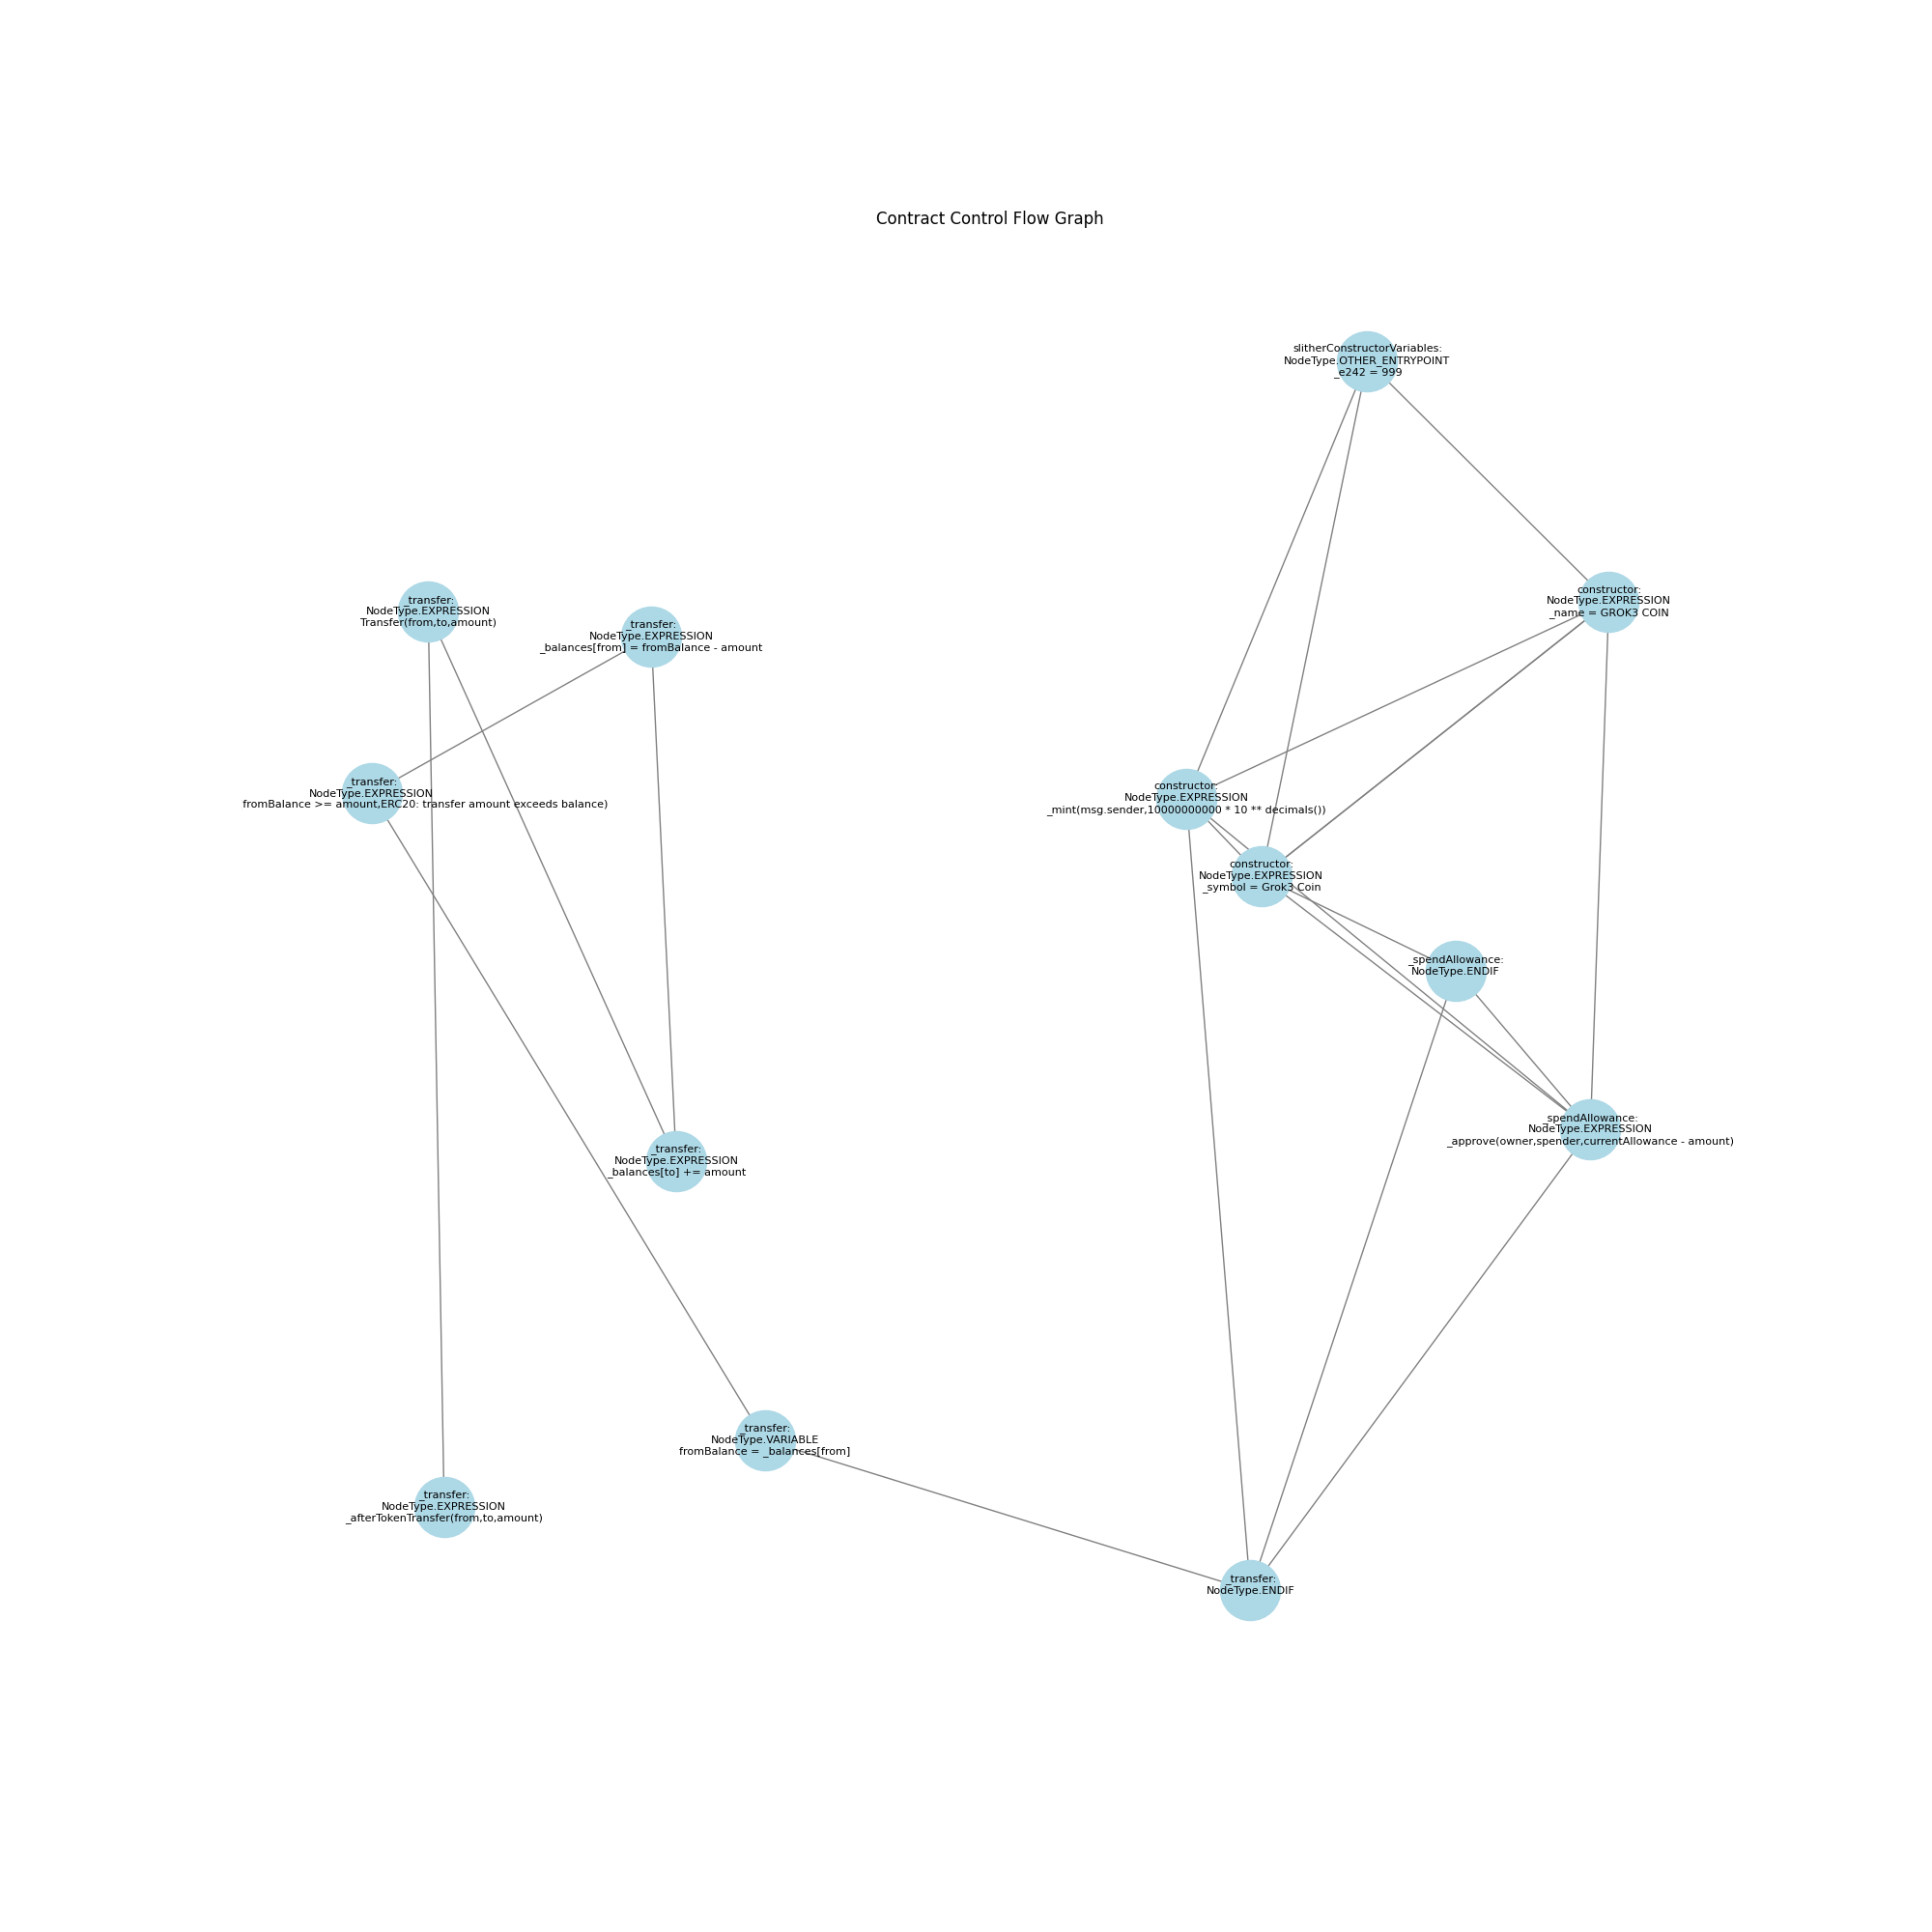 Contract Control Flow Graph
slitherConstructorVariables:
NodeType.OTHER_ENTRYPOINT
_e242 = 999
constructor:
NodeType.EXPRESSION
_name = GROK3 COIN
_transfer:
NodeType.EXPRESSION
Transfer(from,to,amount)
_transfer:
NodeType.EXPRESSION
_balances[from] = fromBalance - amount
_transfer:
NodeType.EXPRESSION
fromBalance >= amount,ERC20: transfer amount exceeds balance)
constructor:
NodeType.EXPRESSION
_mint(msg.sender,10000000000 * 10 ** decimals())
constructor:
NodeType.EXPRESSION
_symbol = Grok3 Coin
_spendAllowance:
NodeType.ENDIF
_spendAllowance:
NodeType.EXPRESSION
_approve(owner,spender,currentAllowance - amount)
_transfer:
NodeType.EXPRESSION
_balances[to] += amount
_transfer:
NodeType.VARIABLE
fromBalance = _balances[from]
_transfer:
NodeType.EXPRESSION
_afterTokenTransfer(from,to,amount)
_transfer:
NodeType.ENDIF